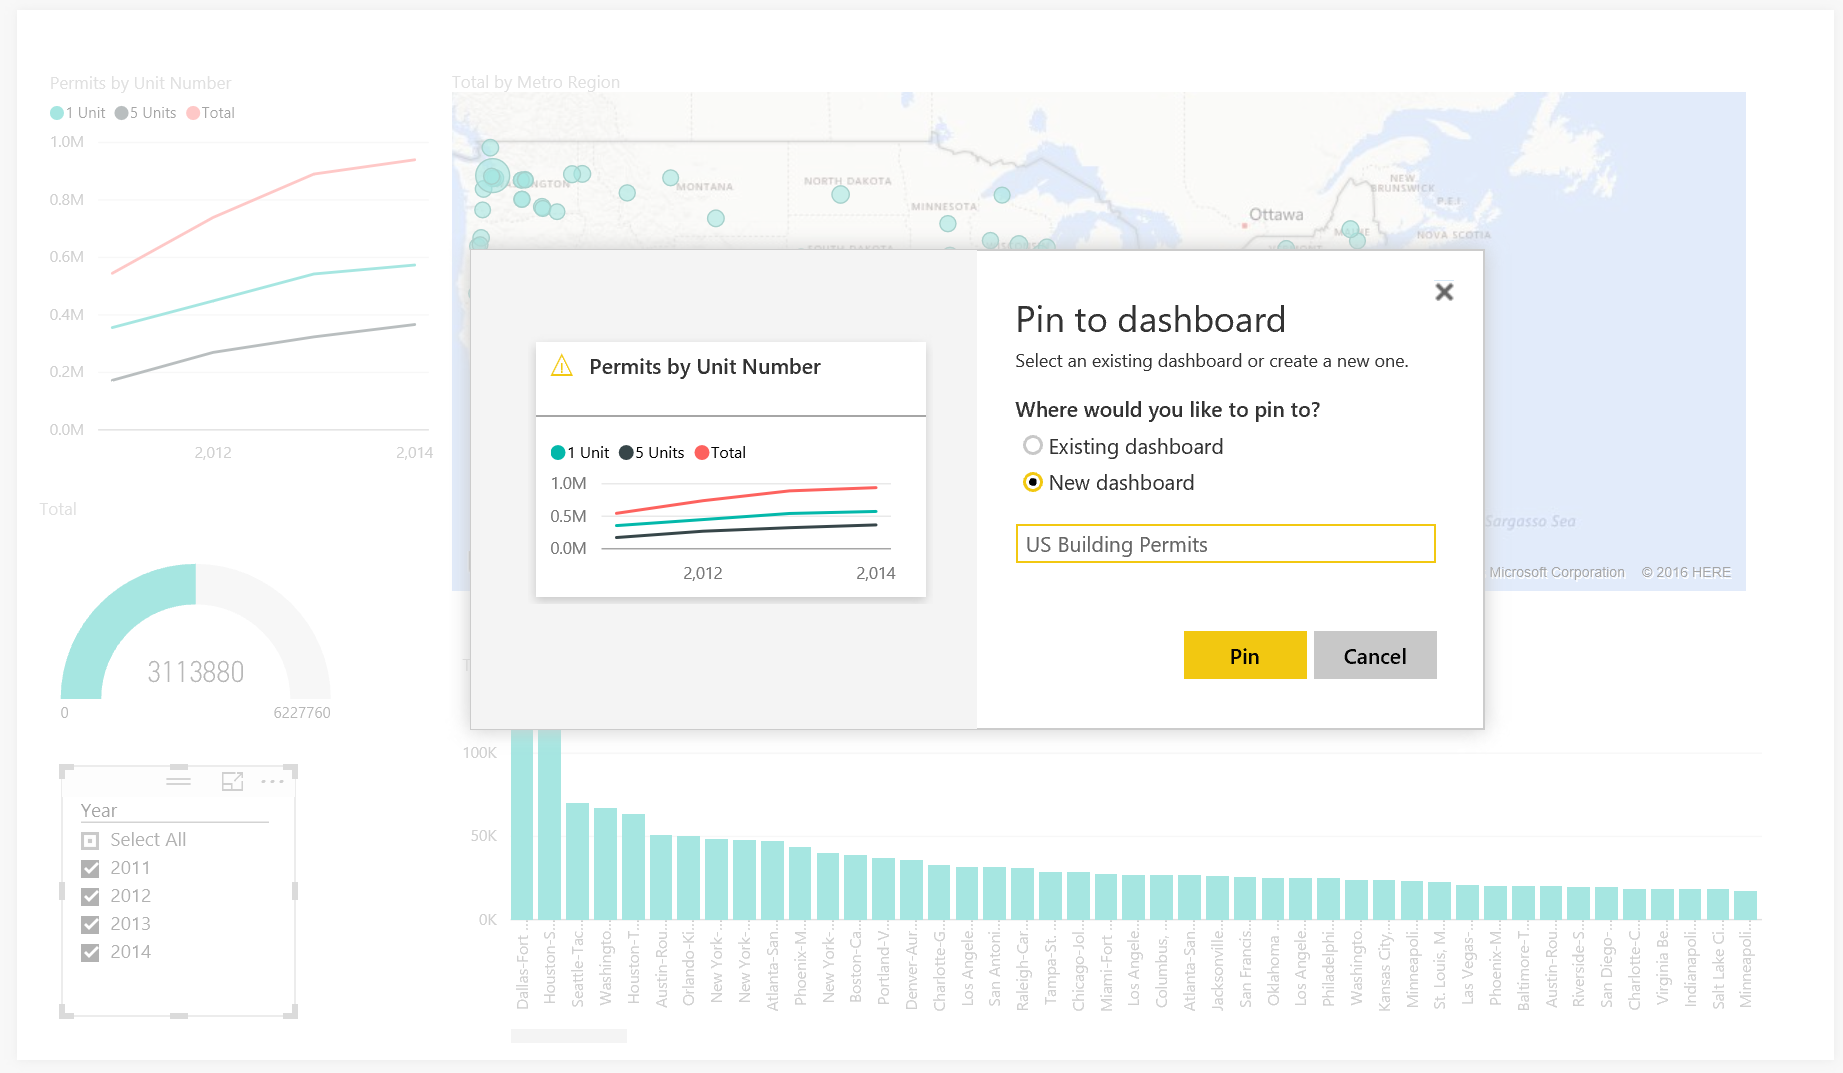 Permits by Unit Number
1 Unit 5 Units Total
1.0M
0.8M
0.6M
0.4M
0.2M
0.0M
2,012 2,014
Total by Metro Region
MONTANA
NORTH DAKOTA
MINNESOTA
SOUTH DAKOTA
WISCONSIN
Ottawa
VERMONT
MAINE
NEW
BRUNSWICK
P.E.I.
NOVA SCOTIA
Sargasso Sea
Microsoft Corporation © 2016 HERE
Total
3113880
0 6227760
Year
Select All
2011
2012
2013
2014
Permits by Unit Number
1 Unit 5 Units Total
1.0M
0.5M
0.0M
2,012 2,014
Pin to dashboard
Select an existing dashboard or create a new one.
Where would you like to pin to?
Existing dashboard
New dashboard
US Building Permits
Pin Cancel
100K
50K
0K
Dallas-Fort ...
Houston-S...
Seattle-Tac...
Washingto...
Houston-T...
Austin-Rou...
Orlando-Ki...
New York-...
New York-...
Atlanta-San...
Phoenix-M...
New York-...
Boston-Ca...
Portland-V...
Denver-Aur...
Charlotte-G...
Los Angele...
San Antoni...
Raleigh-Car...
Tampa-St. ...
Chicago-Jol...
Miami-Fort ...
Los Angele...
Columbus, ...
Atlanta-San...
Jacksonville...
San Francis...
Oklahoma ...
Los Angele...
Philadelphi...
Washingto...
Kansas City,...
Minneapoli...
St. Louis, M...
Las Vegas-...
Phoenix-M...
Baltimore-T...
Austin-Rou...
Riverside-S...
San Diego-...
Charlotte-C...
Virginia Be...
Indianapoli...
Salt Lake Ci...
Minneapoli...